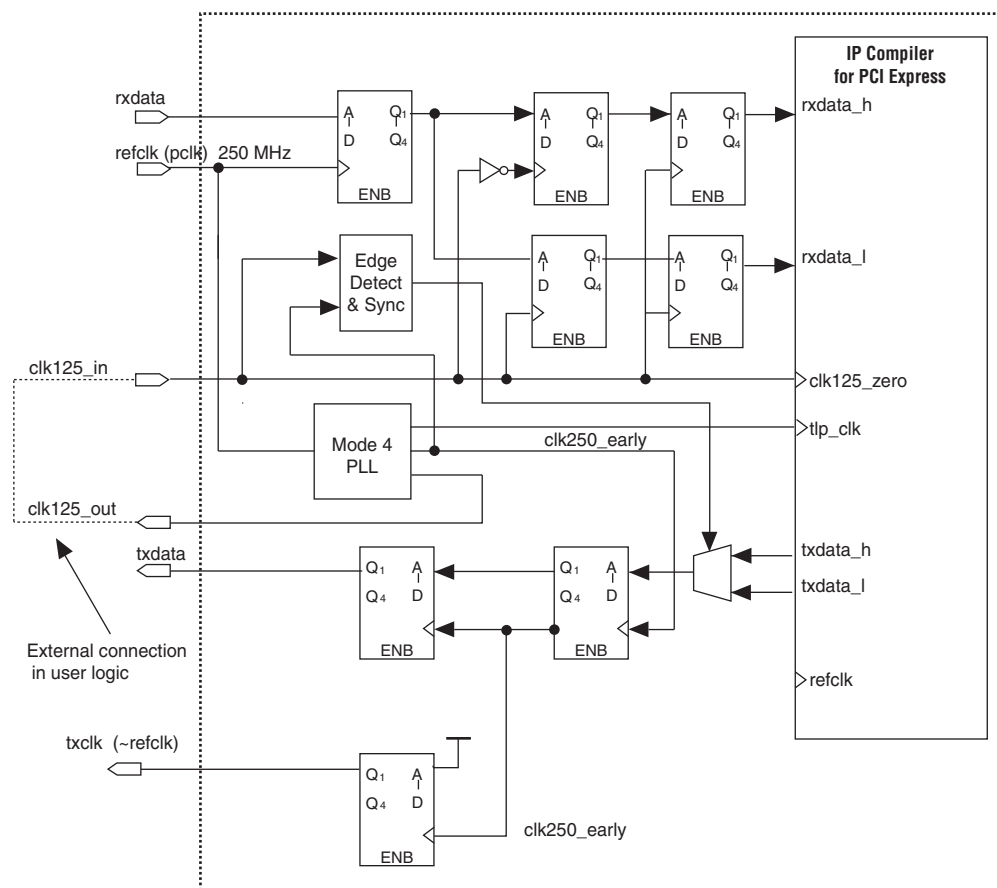 IP Compiler
for PCI Express
rxdata
refclk (pclk) 250 MHz
A
D
Q1
Q4
ENB
A
D
Q1
Q4
ENB
A
D
Q1
Q4
ENB
rxdata_h
Edge
Detect
& Sync
A
D
Q1
Q4
ENB
A
D
Q1
Q4
ENB
rxdata_l
clk125_in
clk125_zero
Mode 4
PLL
clk250_early
tlp_clk
clk125_out
txdata
Q1
Q4
A
D
ENB
Q1
Q4
A
D
ENB
txdata_h
txdata_l
External connection
in user logic
refclk
txclk (~refclk)
Q1
Q4
A
D
ENB
clk250_early